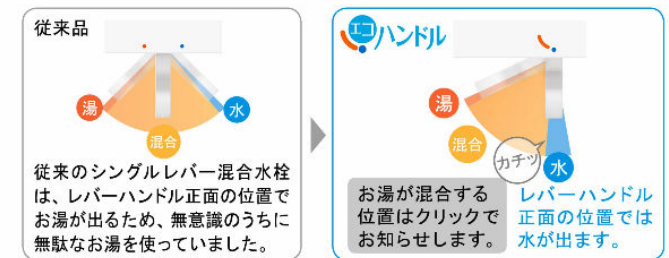 従来品
湯
水
混合
従来のシングルレバー混合水栓
は、レバーハンドル正面の位置で
お湯が出るため、無意識のうちに
無駄なお湯を使っていました。
エコハンドル
湯
混合
カチッ
水
お湯が混合する
位置はクリックで
お知らせします。
レバーハンドル
正面の位置では
水が出ます。